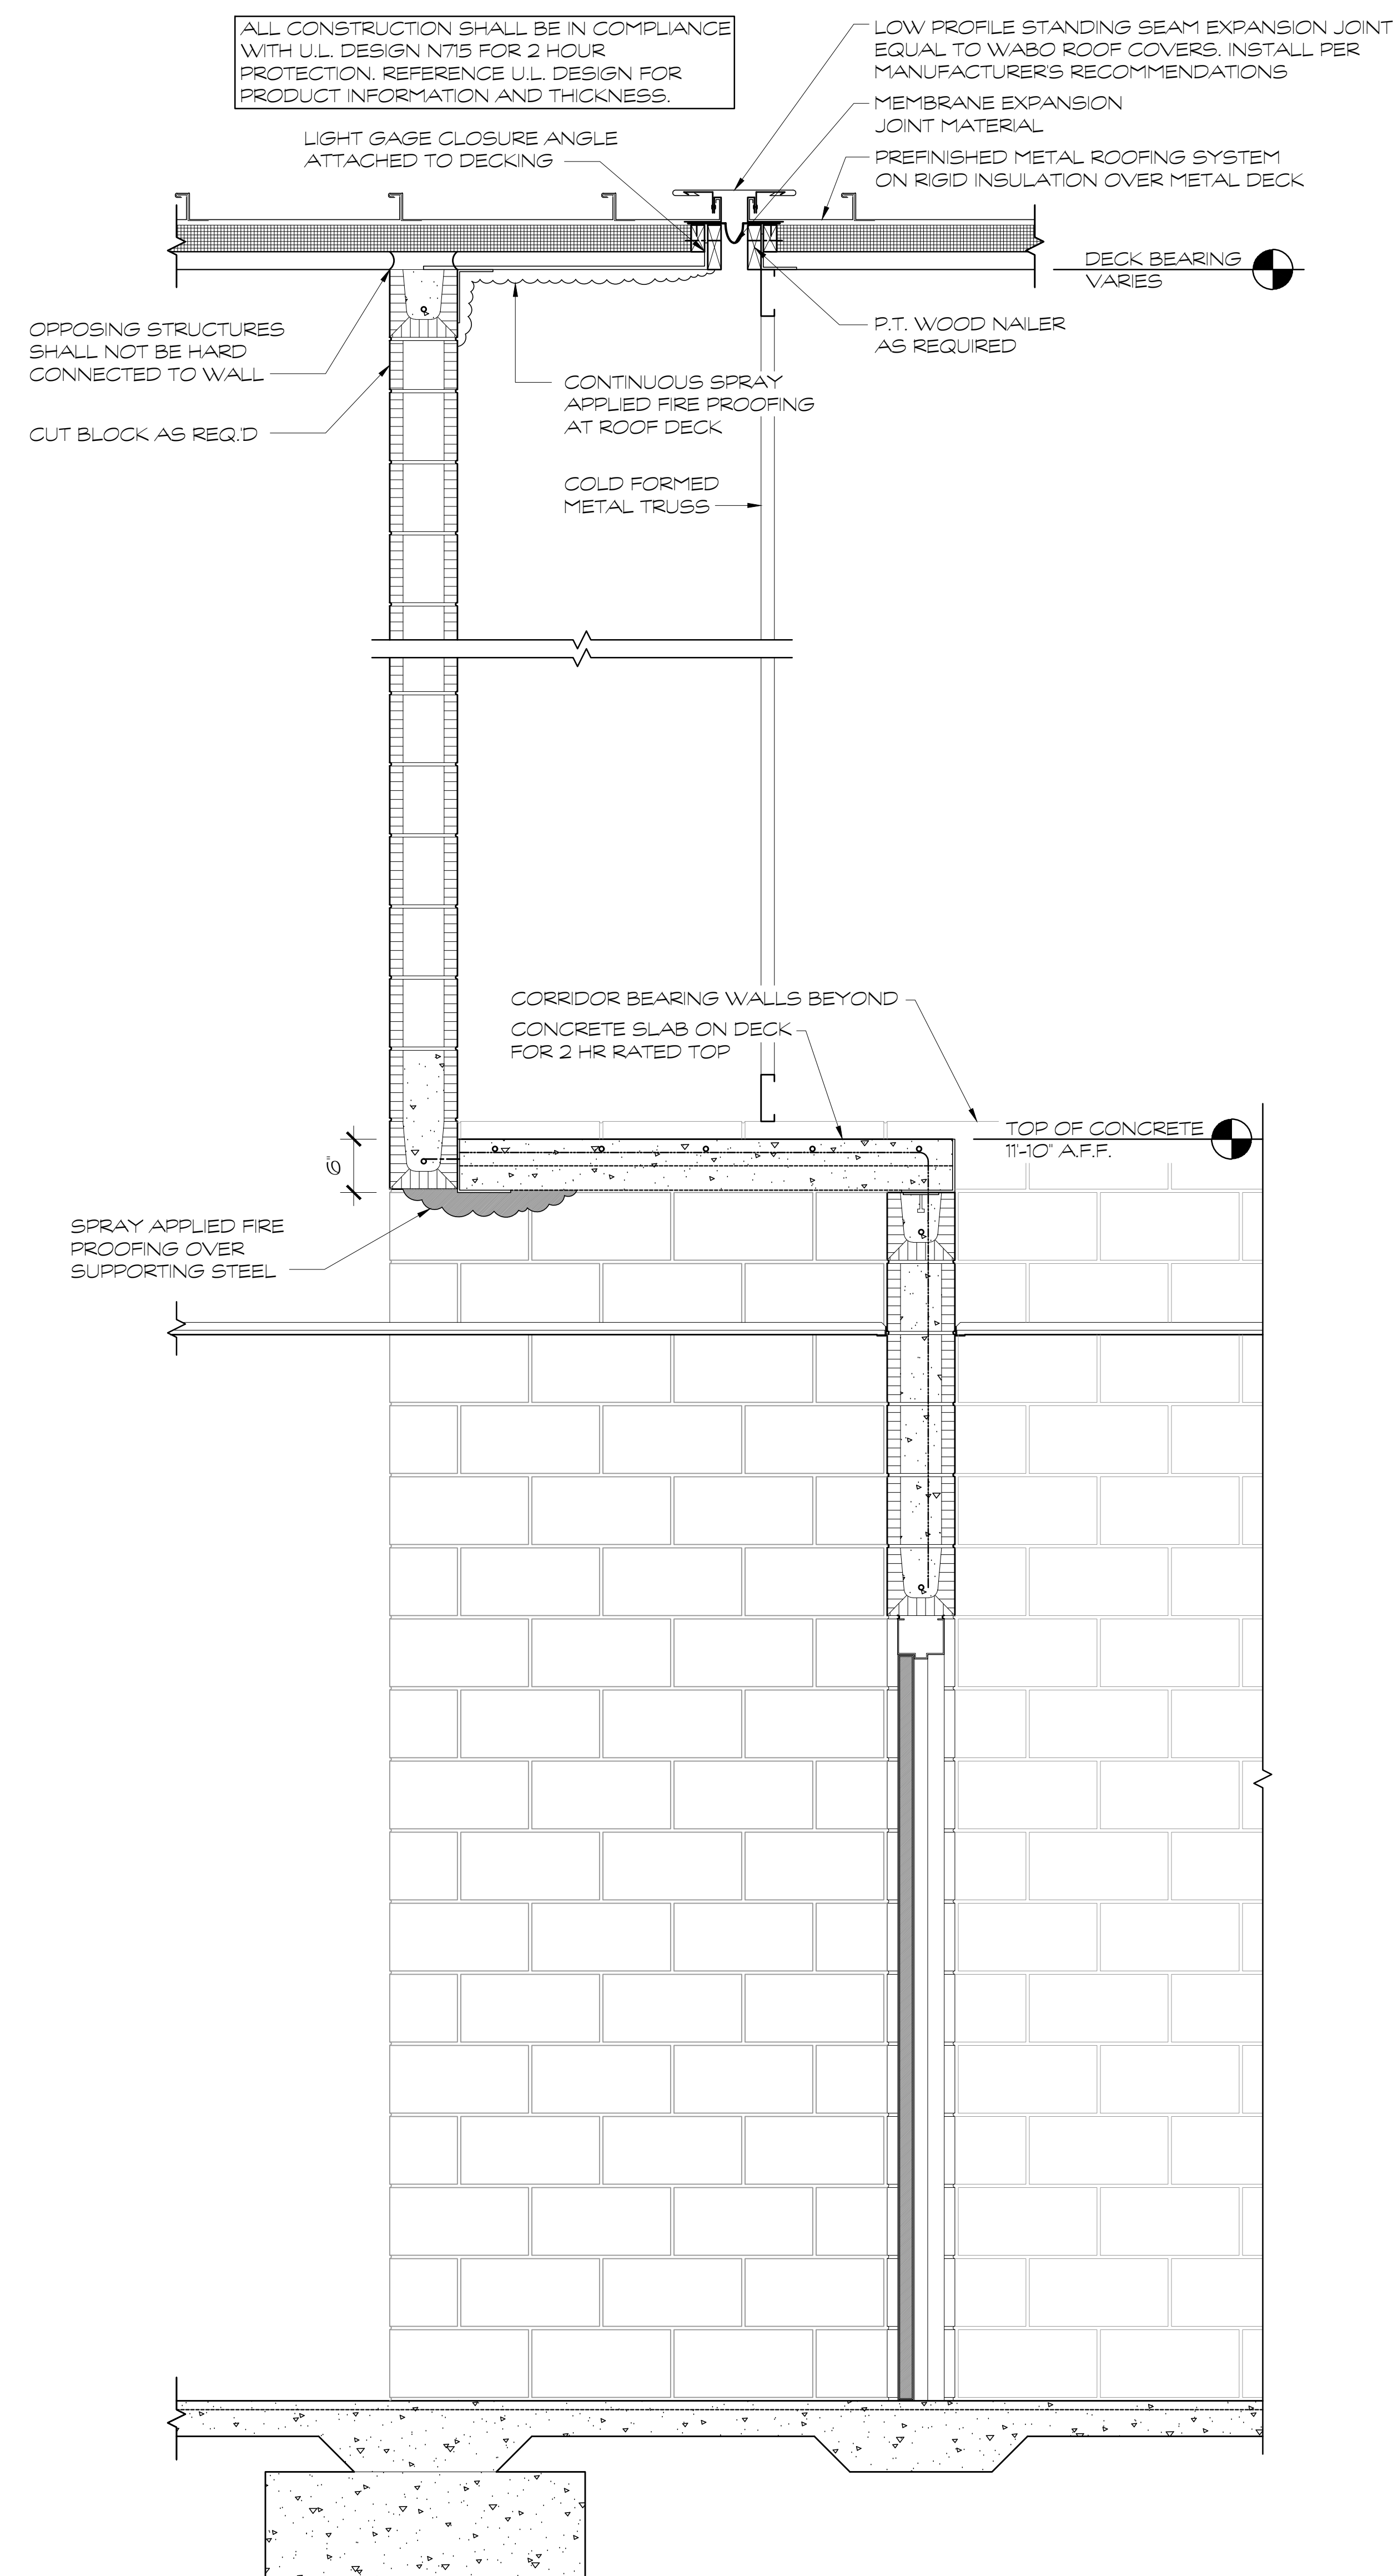 ALL CONSTRUCTION SHALL BE IN COMPLIANCE
WITH U.L. DESIGN N715 FOR 2 HOUR
PROTECTION. REFERENCE U.L. DESIGN FOR
PRODUCT INFORMATION AND THICKNESS.
LOW PROFILE STANDING SEAM EXPANSION JOINT
EQUAL TO WABO ROOF COVERS. INSTALL PER
MANUFACTURER'S RECOMMENDATIONS
MEMBRANE EXPANSION
JOINT MATERIAL
LIGHT GAGE CLOSURE ANGLE
ATTACHED TO DECKING
PREFINISHED METAL ROOFING SYSTEM
ON RIGID INSULATION OVER METAL DECK
DECK BEARING
VARIES
OPPOSING STRUCTURES
SHALL NOT BE HARD
CONNECTED TO WALL
P.T. WOOD NAILER
AS REQUIRED
CONTINUOUS SPRAY
APPLIED FIRE PROOFING
AT ROOF DECK
CUT BLOCK AS REQ.'D
COLD FORMED
METAL TRUSS
CORRIDOR BEARING WALLS BEYOND
CONCRETE SLAB ON DECK
FOR 2 HR RATED TOP
TOP OF CONCRETE
11'-10" A.F.F.
6"
SPRAY APPLIED FIRE
PROOFING OVER
SUPPORTING STEEL